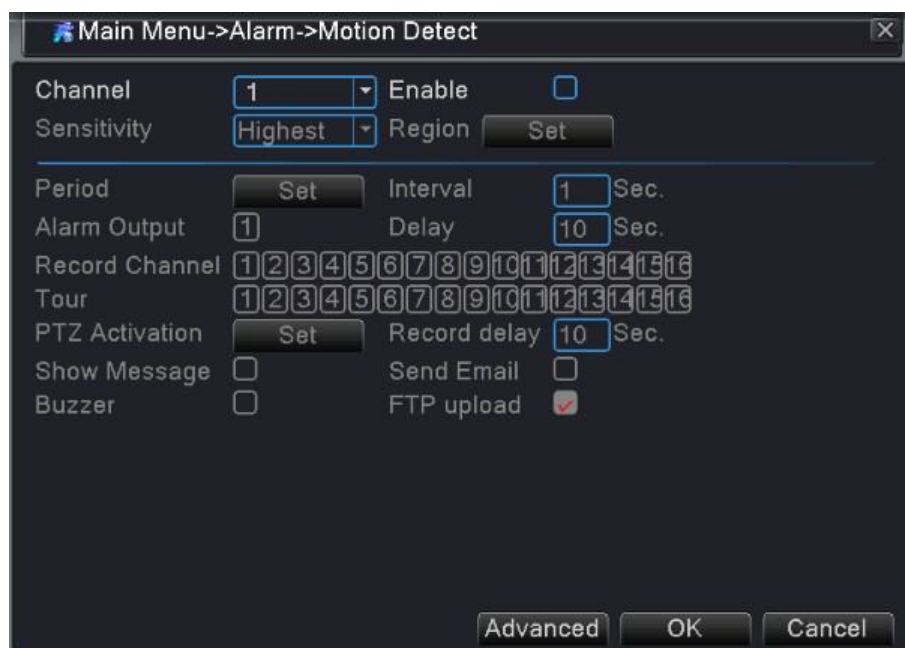 Main Menu->Alarm->Motion Detect
Channel 1 Enable
Sensitivity Highest Region Set
Period Set Interval 1 Sec.
Alarm Output 1 Delay 10 Sec.
Record Channel 1 2 3 4 5 6 7 8 9 10 11 12 13 14 15 16
Tour 1 2 3 4 5 6 7 8 9 10 11 12 13 14 15 16
PTZ Activation Set Record delay 10 Sec.
Show Message Send Email
Buzzer FTP upload
Advanced OK Cancel